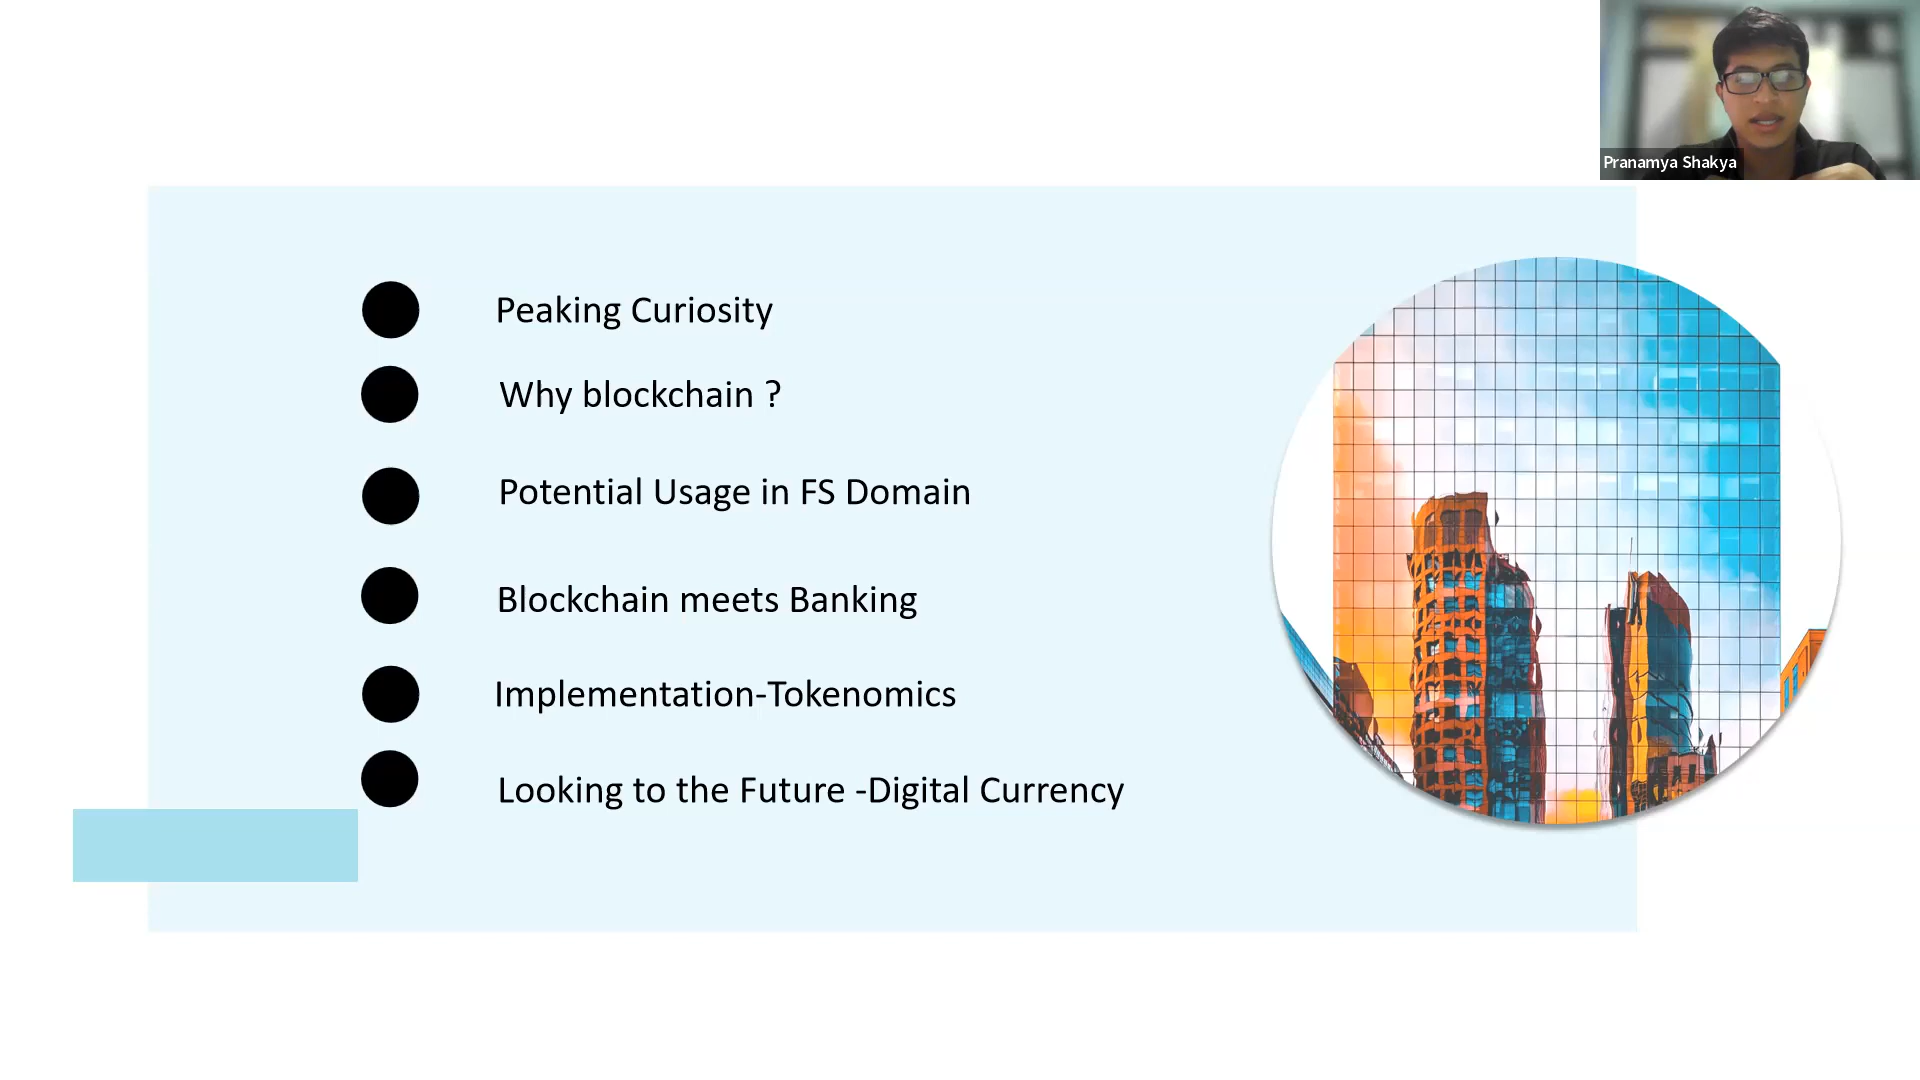 Pranamya Shakya
Peaking Curiosity
Why blockchain ?
Potential Usage in FS Domain
Blockchain meets Banking
Implementation-Tokenomics
Looking to the Future -Digital Currency